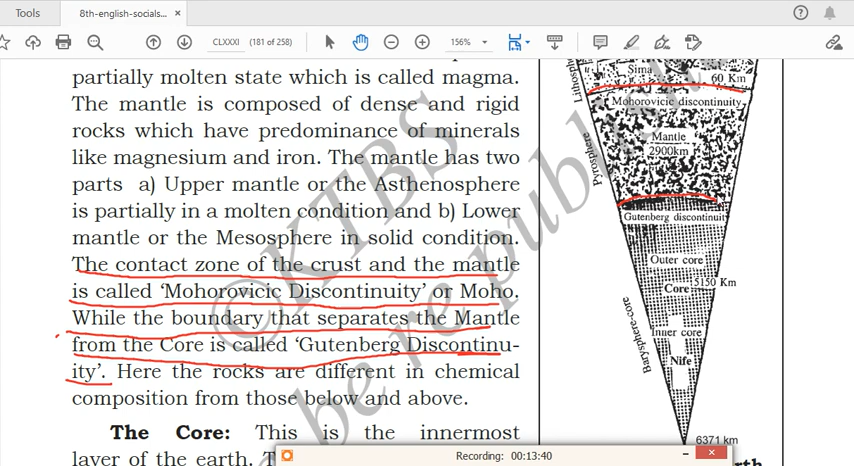 Tools
8th-english-socials... ×
CLXXXI (181 of 258)
156%
partially molten state which is called magma.
The mantle is composed of dense and rigid
rocks which have predominance of minerals
like magnesium and iron. The mantle has two
parts a) Upper mantle or the Asthenosphere
is partially in a molten condition and b) Lower
mantle or the Mesosphere in solid condition.
The contact zone of the crust and the mantle
is called ‘Mohorovicic Discontinuity’ or Moho.
While the boundary that separates the Mantle
from the Core is called ‘Gutenberg Discontinu-
ity’. Here the rocks are different in chemical
composition from those below and above.
The Core: This is the innermost
layer of the earth.
©KTBS
be republi
Sima
60 Km
Mohorovicic discontinuity
Mantle
2900km
Gutenberg discontinuit
Outer core
Core
5150 Km
Inner core
Nife
6371 km
Pyrosphere
Barysphere-core
Recording: 00:13:40